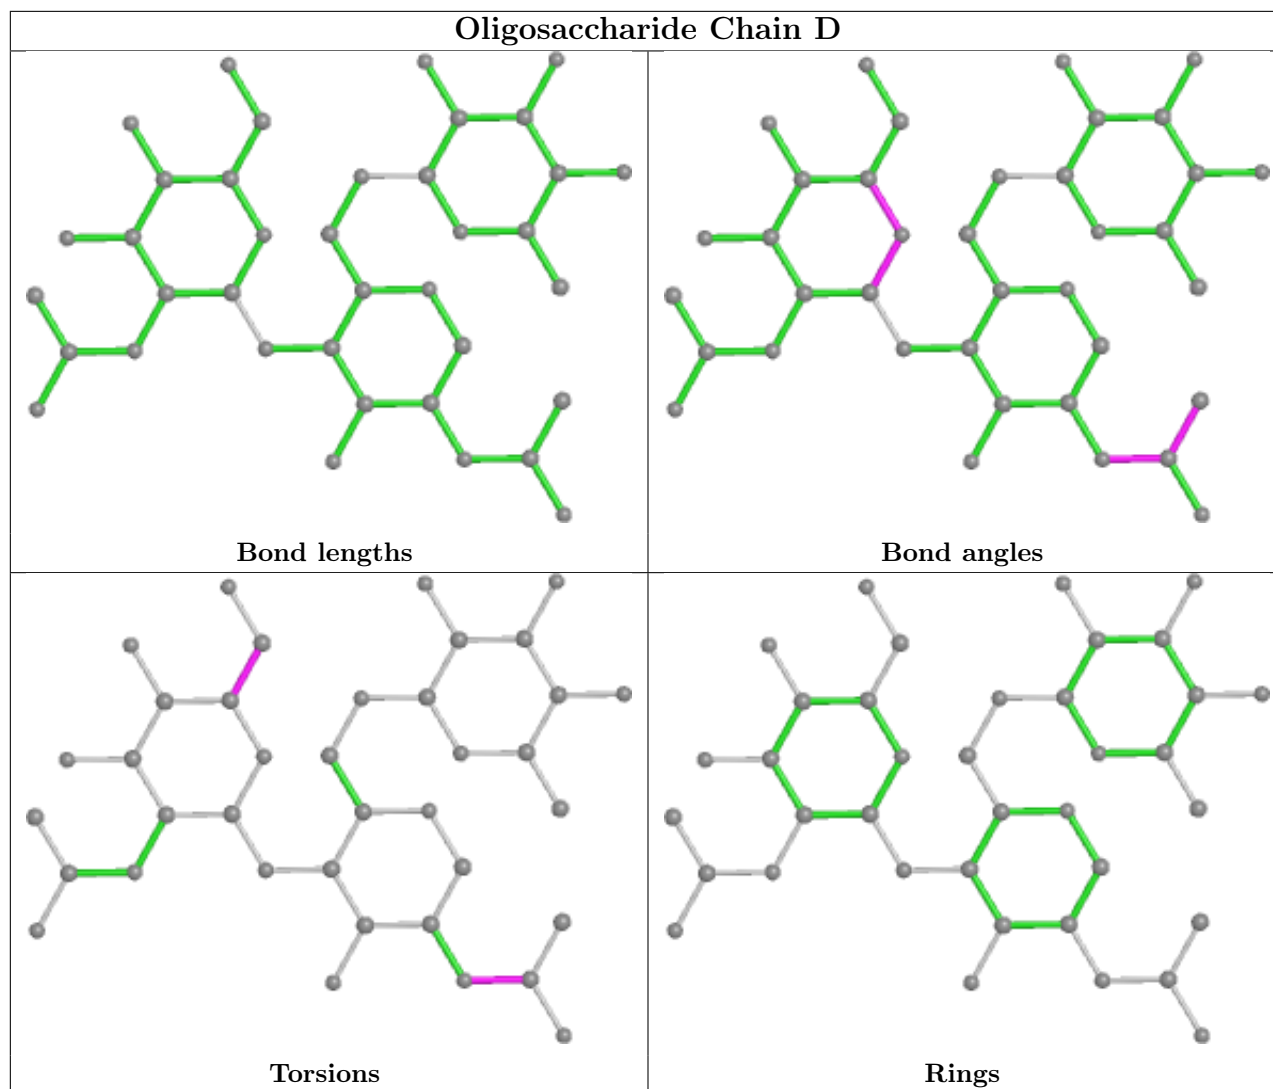 Oligosaccharide Chain D
Bond lengths
Bond angles
Torsions
Rings